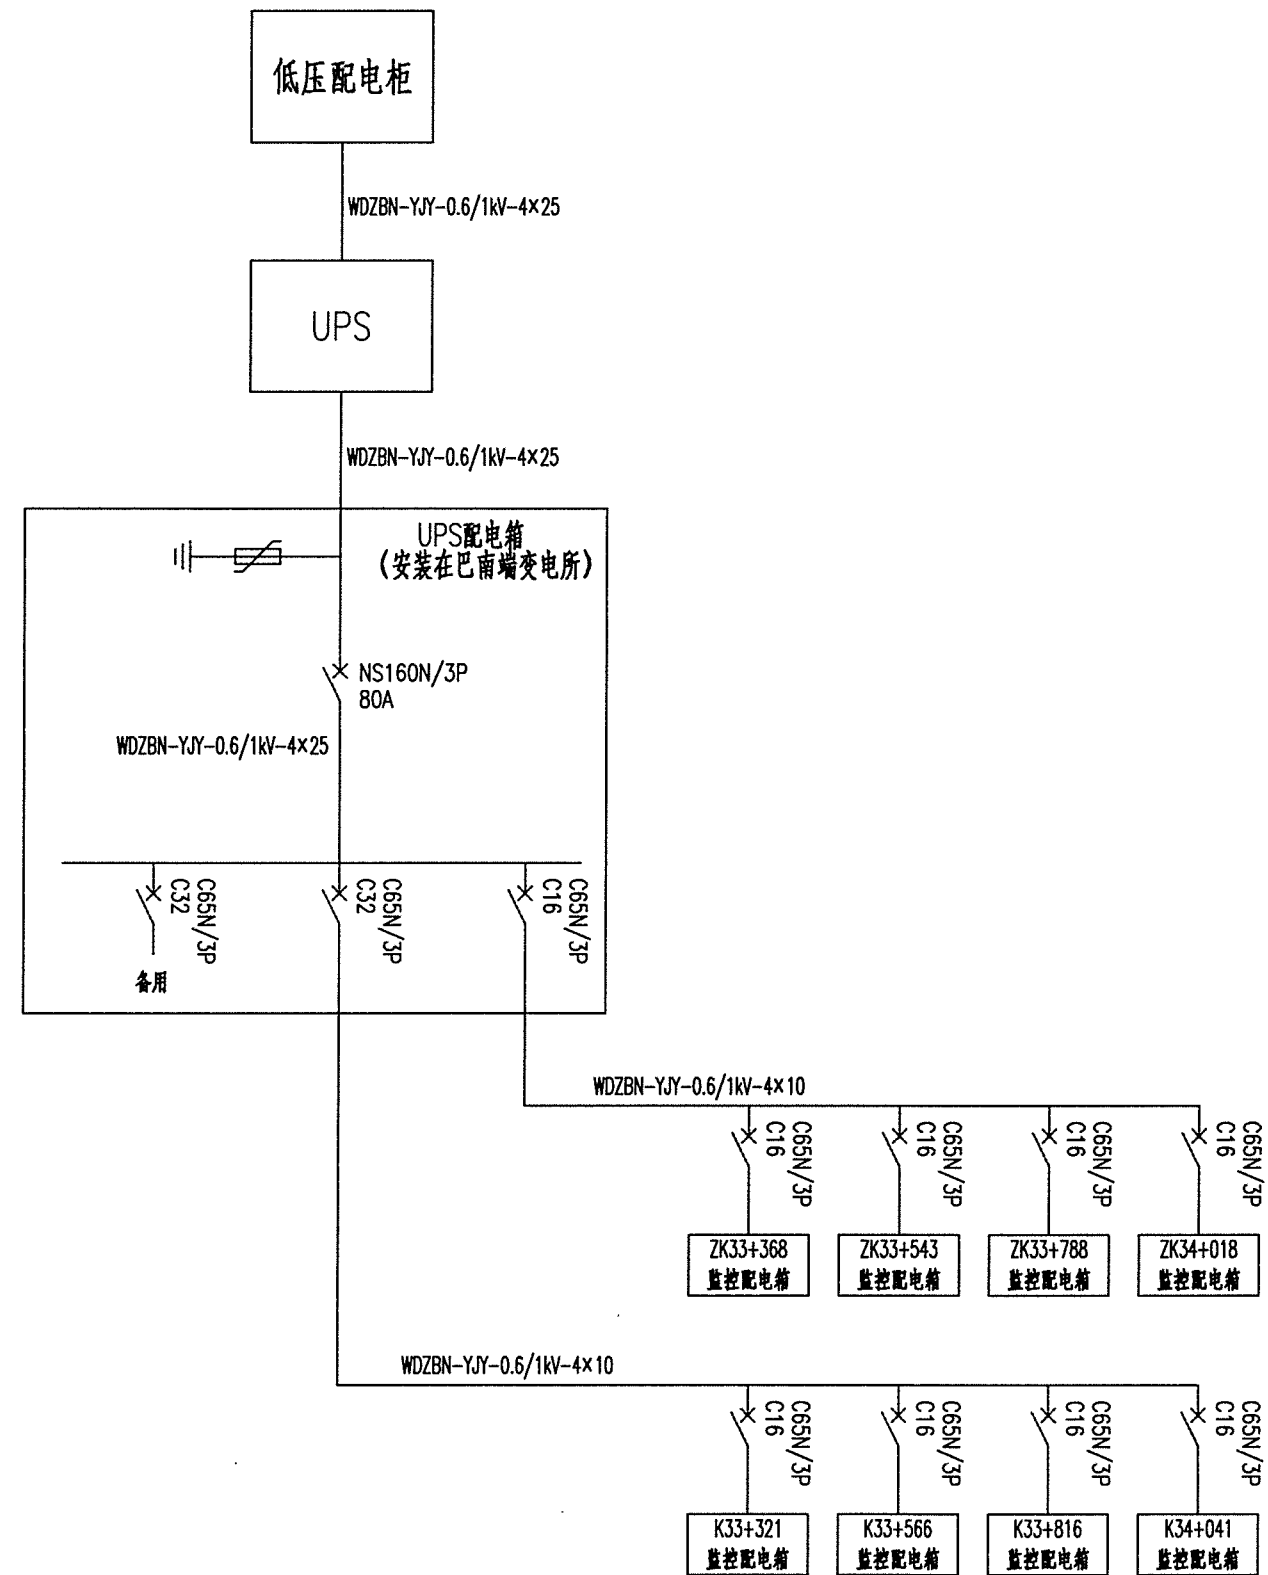 低压配电柜
WDZBN-YJY-0.6/1kV-4×25
UPS
WDZBN-YJY-0.6/1kV-4×25
UPS配电箱
(安装在巴南端变电所)
NS160N/3P
80A
WDZBN-YJY-0.6/1kV-4×25
C65N/3P
C32
备用
C65N/3P
C32
C65N/3P
C16
WDZBN-YJY-0.6/1kV-4×10
C65N/3P
C16
C65N/3P
C16
C65N/3P
C16
C65N/3P
C16
ZK33+368
监控配电箱
ZK33+543
监控配电箱
ZK33+788
监控配电箱
ZK34+018
监控配电箱
WDZBN-YJY-0.6/1kV-4×10
C65N/3P
C16
C65N/3P
C16
C65N/3P
C16
C65N/3P
C16
K33+321
监控配电箱
K33+566
监控配电箱
K33+816
监控配电箱
K34+041
监控配电箱